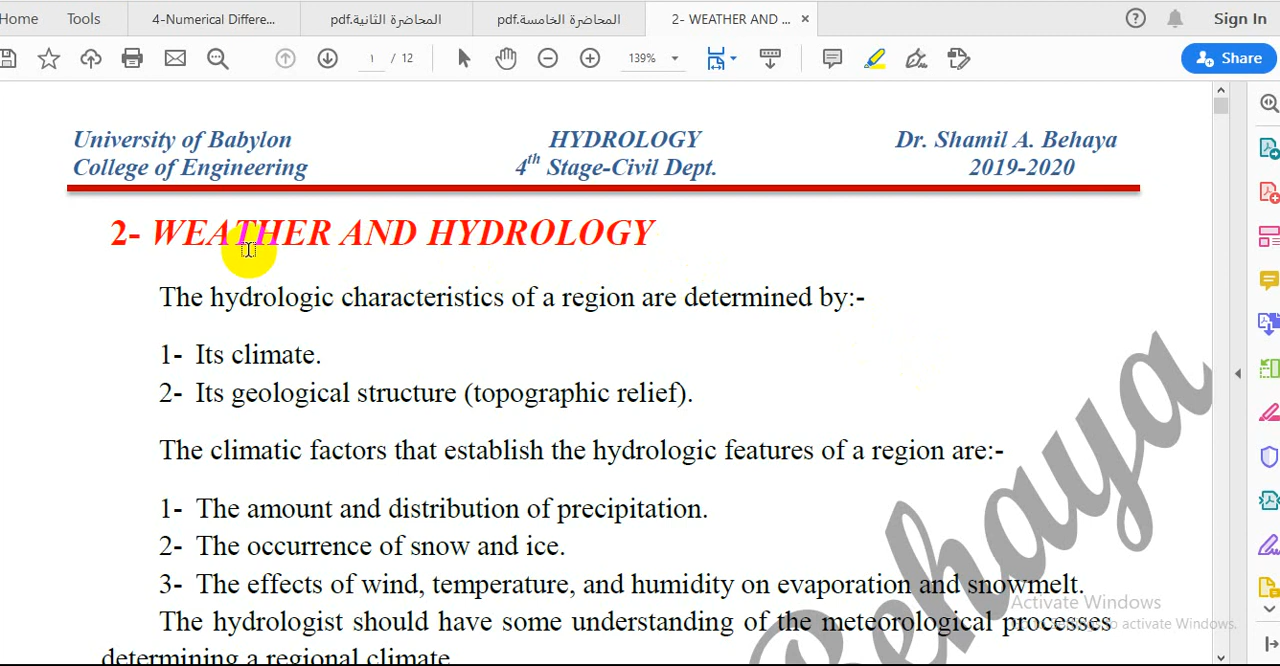 Home Tools 4-Numerical Differe... المحاضرة الثانية.pdf المحاضرة الخامسة.pdf 2- WEATHER AND ... × Sign In
1 / 12 139% Share
University of Babylon HYDROLOGY Dr. Shamil A. Behaya
College of Engineering 4th Stage-Civil Dept. 2019-2020
2- WEATHER AND HYDROLOGY
The hydrologic characteristics of a region are determined by:-
1- Its climate.
2- Its geological structure (topographic relief).
The climatic factors that establish the hydrologic features of a region are:-
1- The amount and distribution of precipitation.
2- The occurrence of snow and ice.
3- The effects of wind, temperature, and humidity on evaporation and snowmelt.
The hydrologist should have some understanding of the meteorological processes
determining a regional climate
Behaya
Activate Windows
to activate Windows.